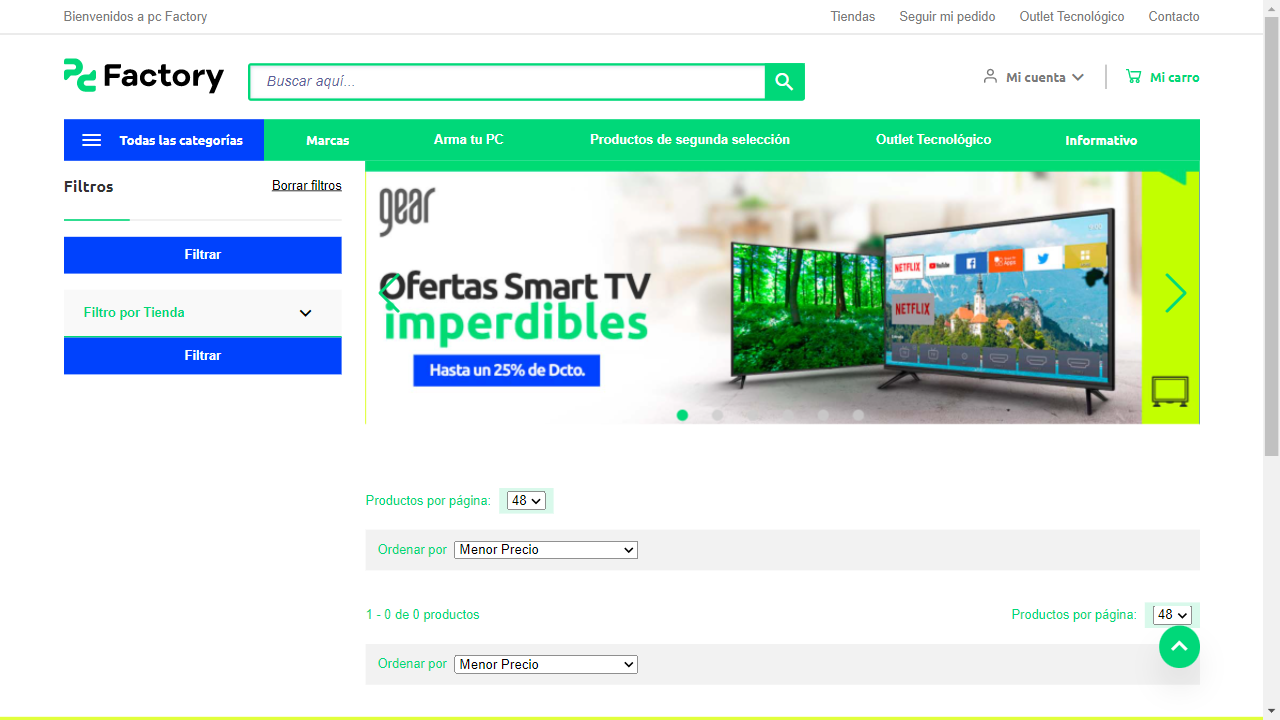 Bienvenidos a pc Factory
Tiendas
Seguir mi pedido
Outlet Tecnológico
Contacto
Factory
Buscar aquí...
Mi cuenta
Mi carro
Todas las categorías
Marcas
Arma tu PC
Productos de segunda selección
Outlet Tecnológico
Informativo
Filtros
Borrar filtros
Filtrar
Filtro por Tienda
Filtrar
gear
Ofertas Smart TV
imperdibles
Hasta un 25% de Dcto.
NETFLIX
YouTube
NETFLIX
Productos por página:
48
Ordenar por
Menor Precio
1 - 0 de 0 productos
Productos por página:
48
Ordenar por
Menor Precio